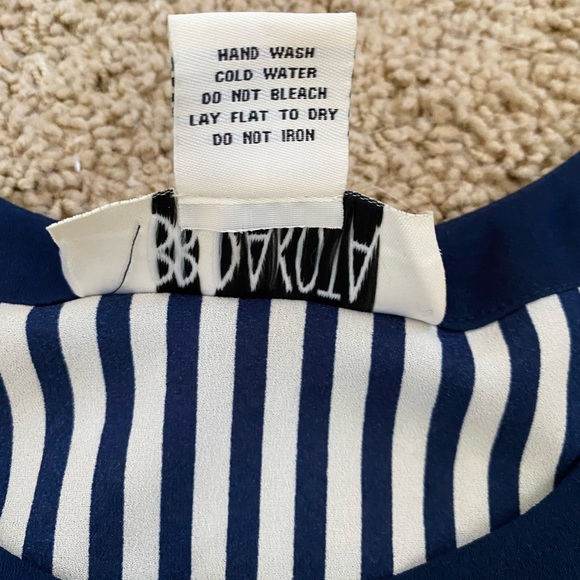 HAND WASH
COLD WATER
DO NOT BLEACH
LAY FLAT TO DRY
DO NOT IRON
BB DAKOTA